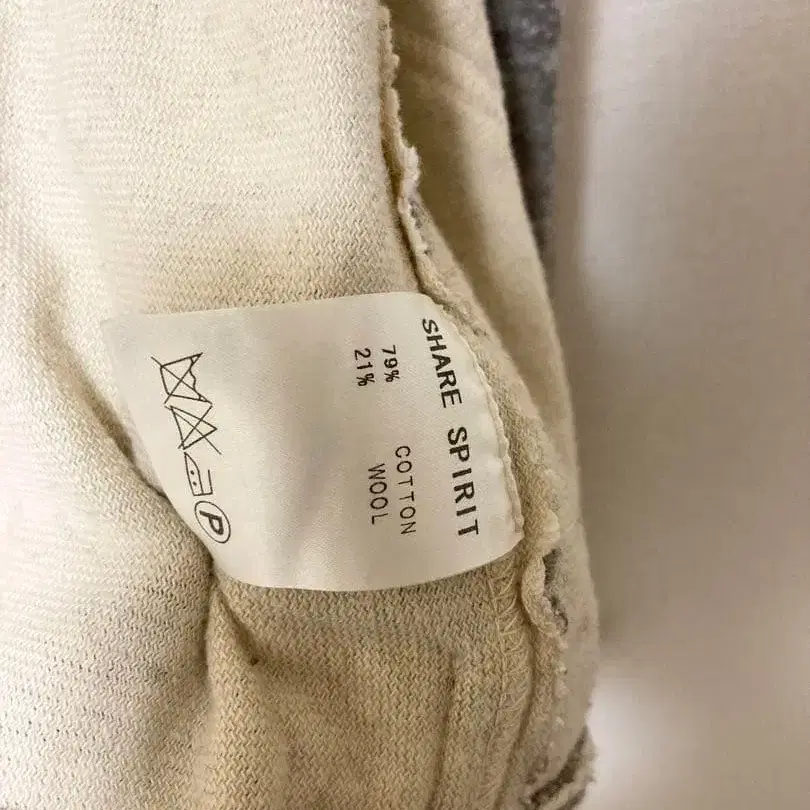 SHARE SPIRIT
79% COTTON
21% WOOL
P